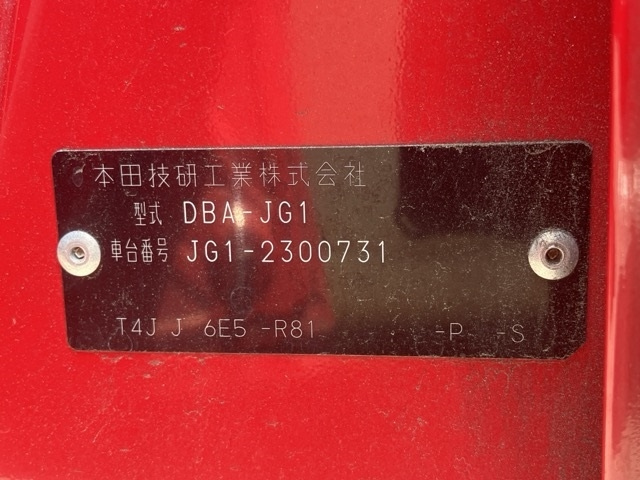 本田技研工業株式会社
型式 DBA-JG1
車台番号 JG1-2300731
T4J J 6E5 -R81 -P -S